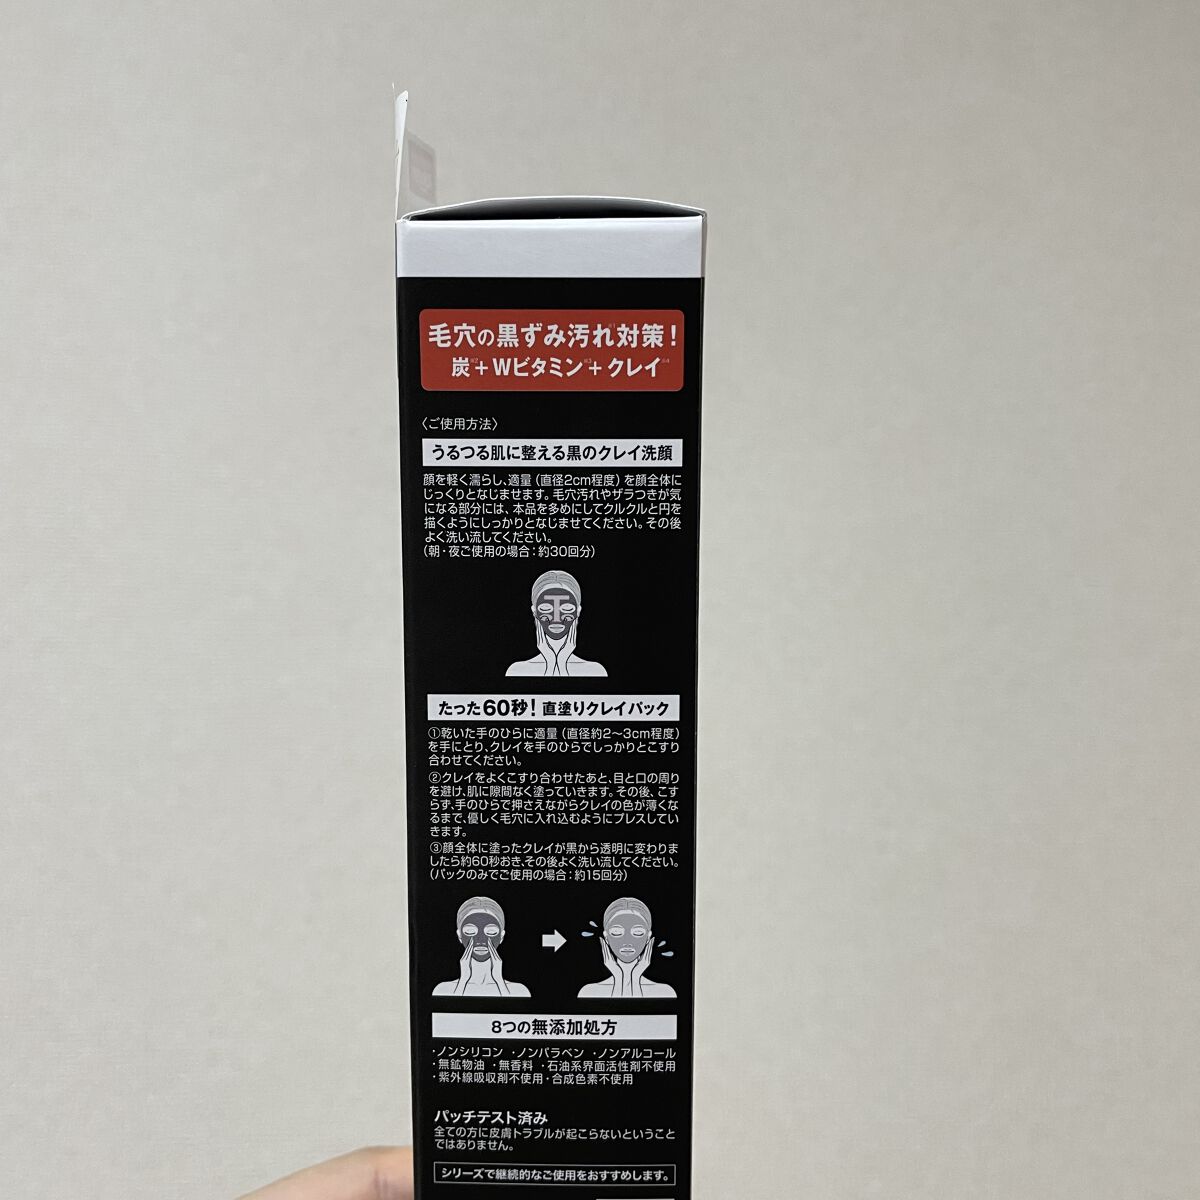 毛穴の黒ずみ汚れ※1対策！
炭※2+Wビタミン※3+クレイ※4
〈ご使用方法〉
うるつる肌に整える黒のクレイ洗顔
顔を軽く濡らし、適量（直径2cm程度）を顔全体に
じっくりとなじませます。毛穴汚れやザラつきが気
になる部分には、本品を多めにしてクルクルと円を
描くようにしっかりとなじませてください。その後
よく洗い流してください。
（朝・夜ご使用の場合：約30回分）
たった60秒！直塗りクレイパック
①乾いた手のひらに適量（直径約2〜3cm程度）
を手にとり、クレイを手のひらでしっかりとこすり
合わせてください。
②クレイをよくこすり合わせたあと、目と口の周り
を避け、肌に隙間なく塗っていきます。その後、こす
らず、手のひらで押さえながらクレイの色が薄くな
るまで、優しく毛穴に入れ込むようにプレスしてい
きます。
③顔全体に塗ったクレイが黒から透明に変わりま
したら約60秒おき、その後よく洗い流してください。
（パックのみでご使用の場合：約15回分）
8つの無添加処方
・ノンシリコン ・ノンパラベン ・ノンアルコール
・無鉱物油 ・無香料 ・石油系界面活性剤不使用
・紫外線吸収剤不使用・合成色素不使用
パッチテスト済み
全ての方に皮膚トラブルが起こらないということ
ではありません。
シリーズで継続的なご使用をおすすめします。